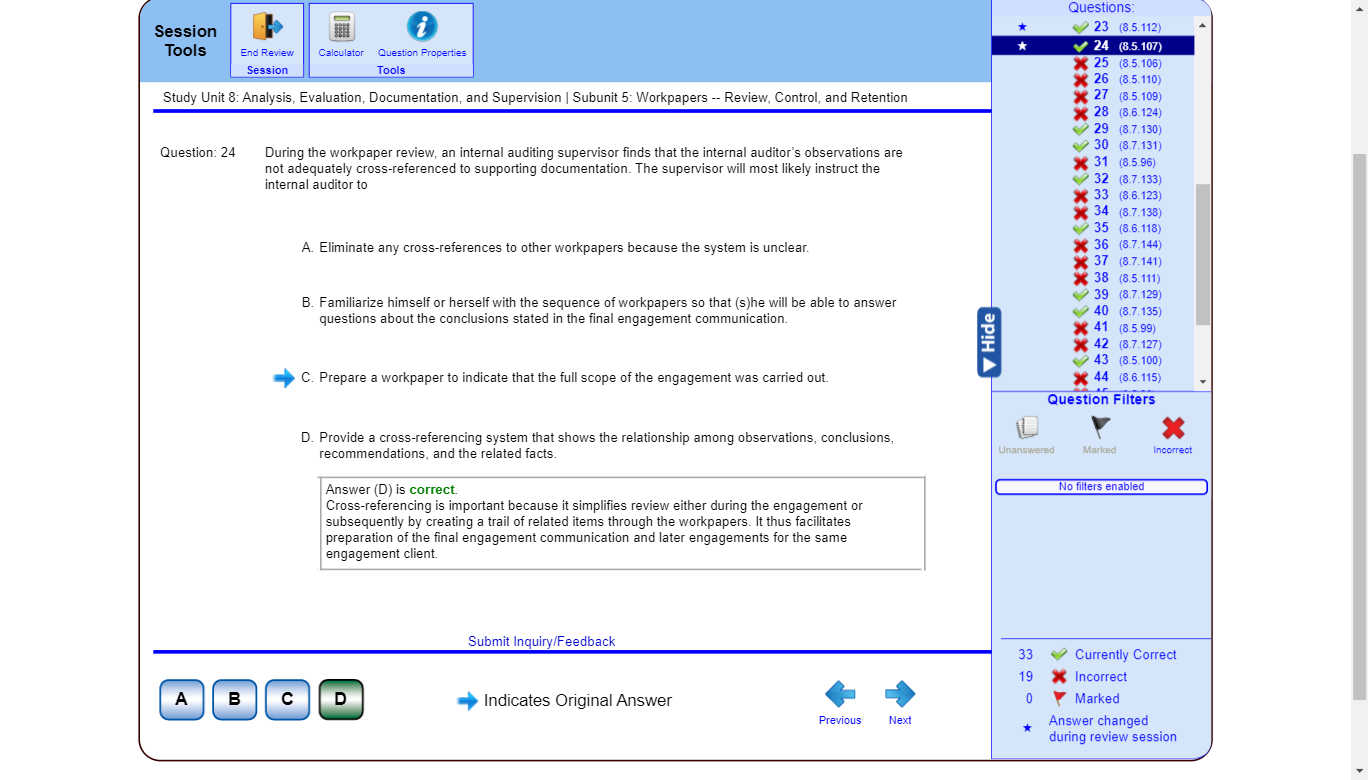 Session
Tools
End Review
Session
Calculator
Question Properties
Tools
Study Unit 8: Analysis, Evaluation, Documentation, and Supervision | Subunit 5: Workpapers -- Review, Control, and Retention
Question: 24
During the workpaper review, an internal auditing supervisor finds that the internal auditor's observations are
not adequately cross-referenced to supporting documentation. The supervisor will most likely instruct the
internal auditor to
A. Eliminate any cross-references to other workpapers because the system is unclear.
B. Familiarize himself or herself with the sequence of workpapers so that (s)he will be able to answer
questions about the conclusions stated in the final engagement communication.
C. Prepare a workpaper to indicate that the full scope of the engagement was carried out.
D. Provide a cross-referencing system that shows the relationship among observations, conclusions,
recommendations, and the related facts.
Answer (D) is correct.
Cross-referencing is important because it simplifies review either during the engagement or
subsequently by creating a trail of related items through the workpapers. It thus facilitates
preparation of the final engagement communication and later engagements for the same
engagement client.
Submit Inquiry/Feedback
A B C D
Indicates Original Answer
Previous
Next
Hide
Questions:
23 (8.5.112)
24 (8.5.107)
25 (8.5.106)
26 (8.5.110)
27 (8.5.109)
28 (8.6.124)
29 (8.7.130)
30 (8.7.131)
31 (8.5.96)
32 (8.7.133)
33 (8.6.123)
34 (8.7.138)
35 (8.6.118)
36 (8.7.144)
37 (8.7.141)
38 (8.5.111)
39 (8.7.129)
40 (8.7.135)
41 (8.5.99)
42 (8.7.127)
43 (8.5.100)
44 (8.6.115)
Question Filters
Unanswered
Marked
Incorrect
No filters enabled
33 Currently Correct
19 Incorrect
0 Marked
Answer changed
during review session